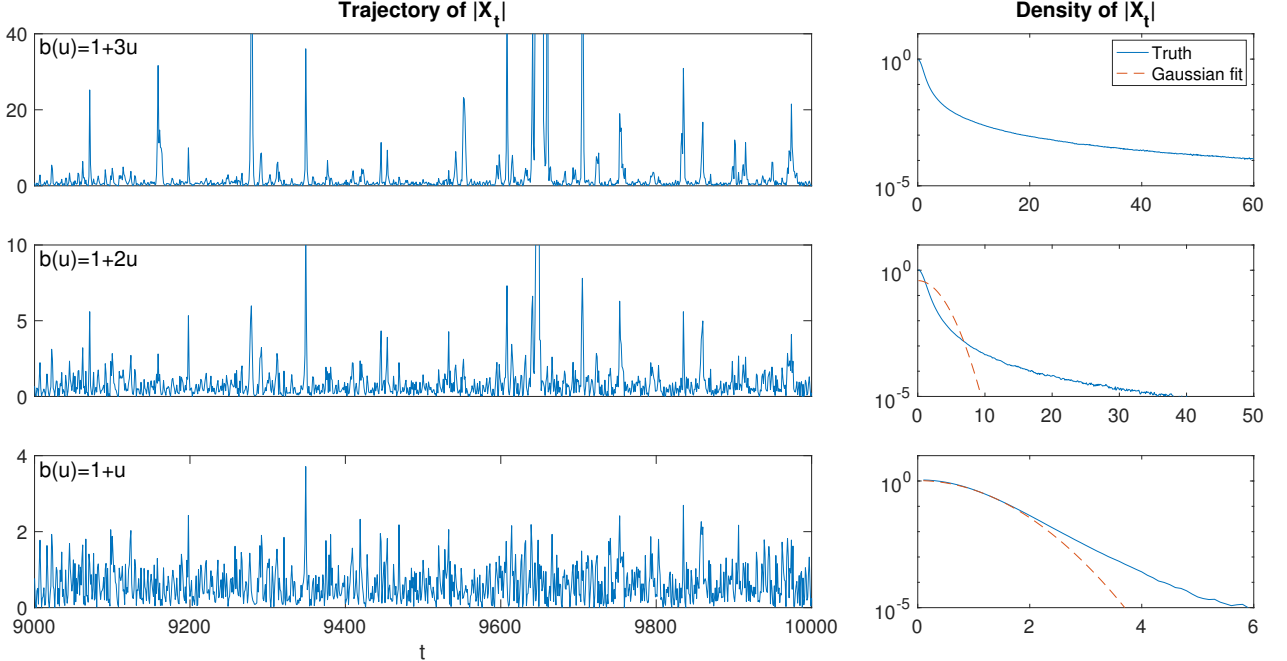 Trajectory of |X_t|
Density of |X_t|
b(u)=1+3u
40
20
0
10^0
10^-5
0 20 40 60
Truth
Gaussian fit
b(u)=1+2u
10
5
0
10^0
10^-5
0 10 20 30 40 50
b(u)=1+u
4
2
0
9000 9200 9400 9600 9800 10000
t
10^0
10^-5
0 2 4 6